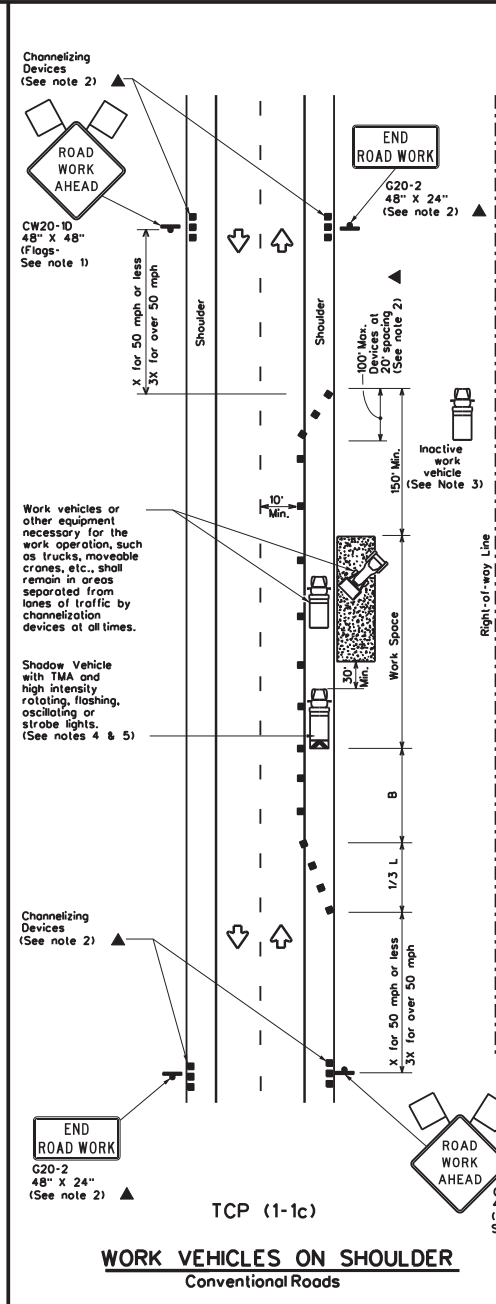 Channelizing
Devices
(See note 2)
ROAD
WORK
AHEAD
CW20-1D
48" X 48"
(Flags-
See note 1)
END
ROAD WORK
G20-2
48" X 24"
(See note 2)
X for 50 mph or less
3X for over 50 mph
Shoulder
Shoulder
100' Max.
Devices at
20' spacing
(See note 2)
150' Min.
Inactive
work
vehicle
(See Note 3)
10'
Min.
Work vehicles or
other equipment
necessary for the
work operation, such
as trucks, moveable
cranes, etc., shall
remain in areas
separated from
lanes of traffic by
channelization
devices at all times.
Right-of-way Line
Work Space
30'
Min.
Shadow Vehicle
with TMA and
high intensity
rotating, flashing,
oscillating or
strobe lights.
(See notes 4 & 5)
B
1/3 L
Channelizing
Devices
(See note 2)
X for 50 mph or less
3X for over 50 mph
END
ROAD WORK
G20-2
48" X 24"
(See note 2)
ROAD
WORK
AHEAD
TCP (1-1c)
WORK VEHICLES ON SHOULDER
Conventional Roads